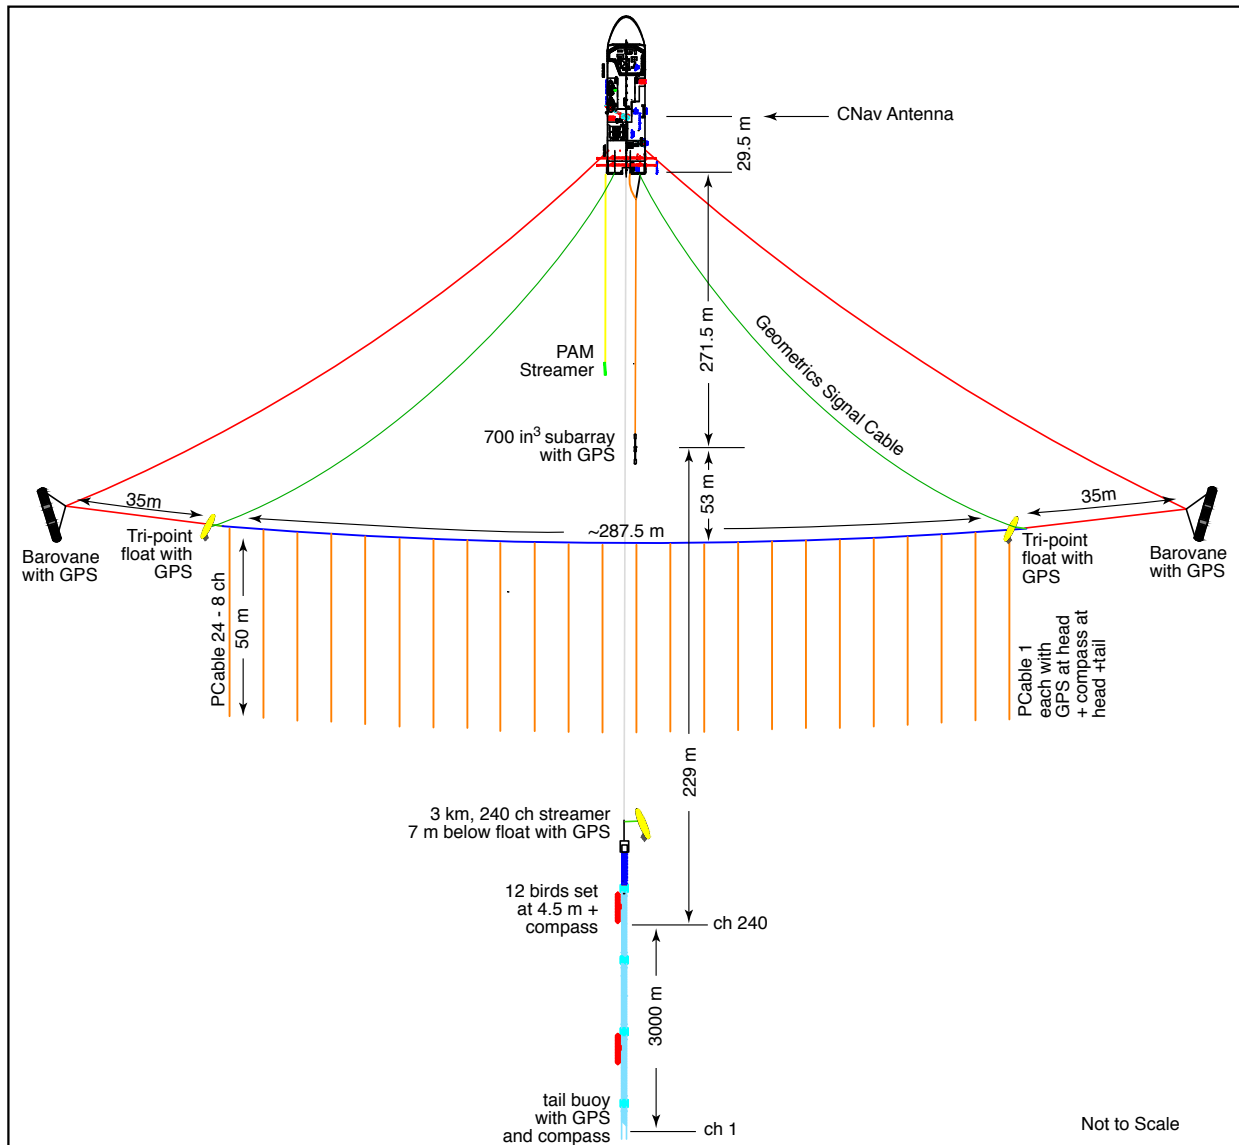 CNav Antenna
29.5 m
271.5 m
Geometrics Signal Cable
PAM
Streamer
700 in³ subarray
with GPS
53 m
35m
35m
~287.5 m
Barovane
with GPS
Tri-point
float with
GPS
Tri-point
float with
GPS
Barovane
with GPS
PCable 24 - 8 ch
50 m
PCable 1
each with
GPS at head
+ compass at
head +tail
229 m
3 km, 240 ch streamer
7 m below float with GPS
12 birds set
at 4.5 m +
compass
ch 240
3000 m
tail buoy
with GPS
and compass
ch 1
Not to Scale